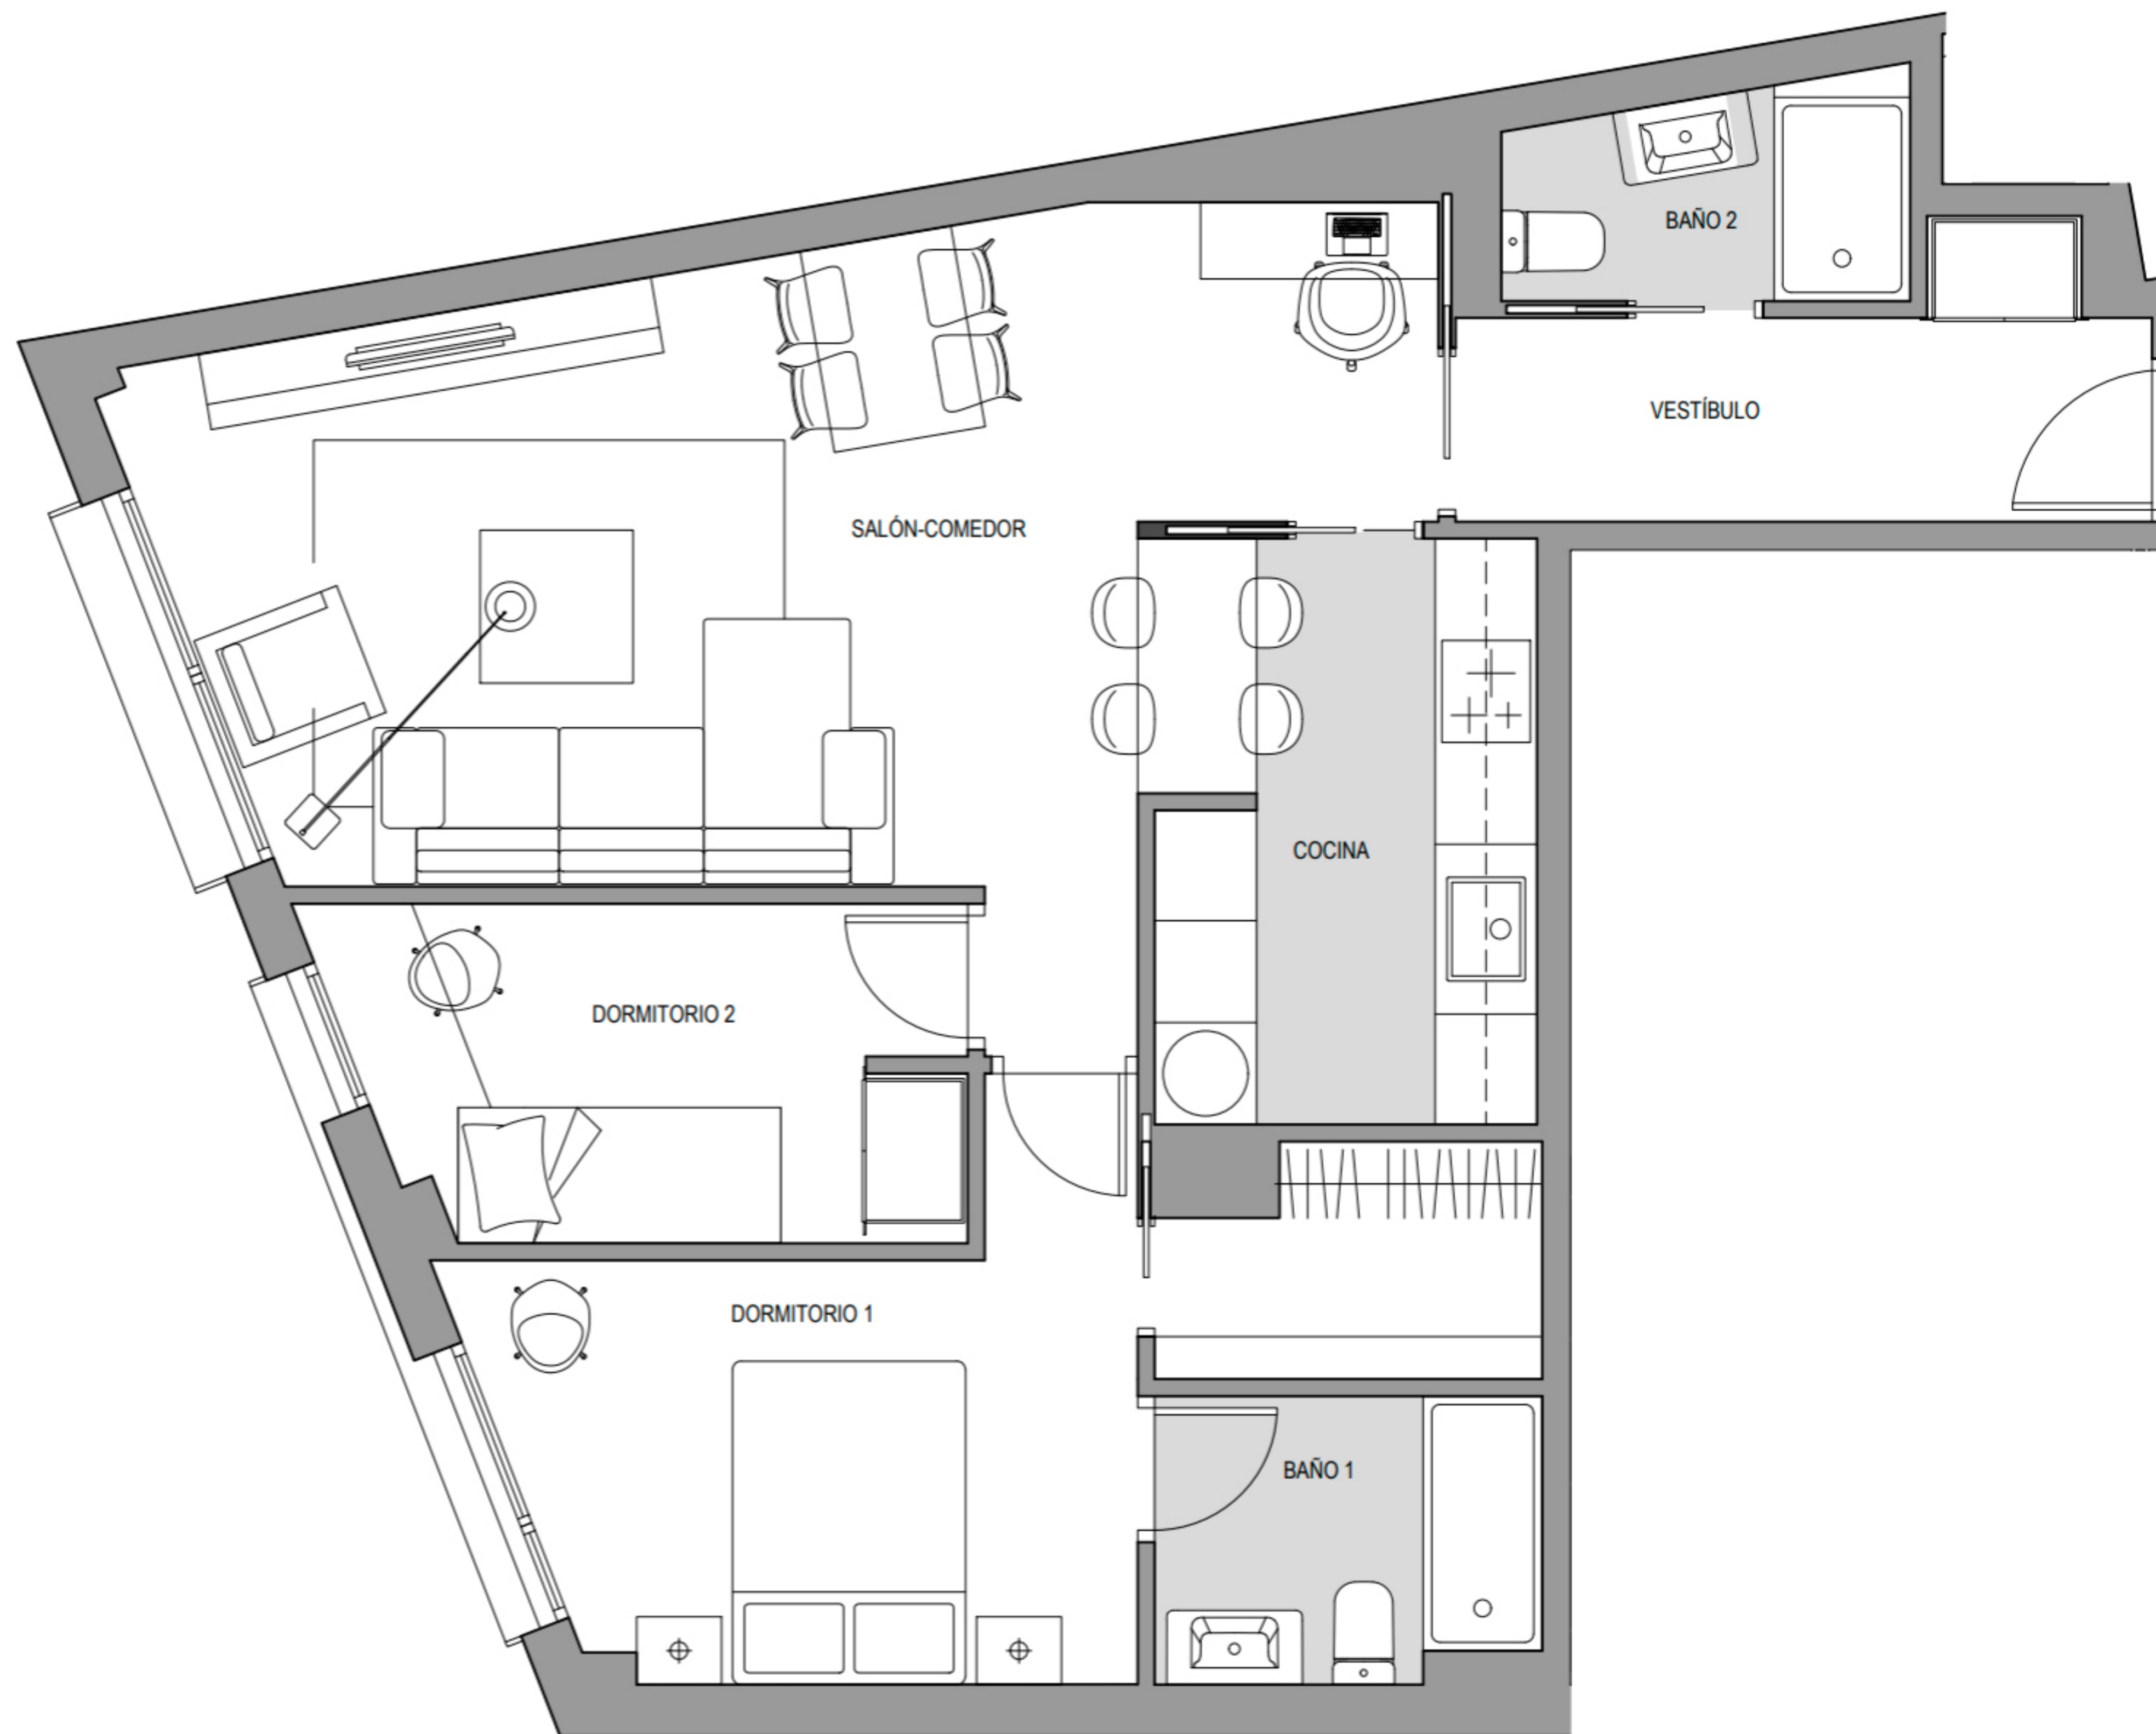 BAÑO 2
VESTÍBULO
SALÓN-COMEDOR
COCINA
DORMITORIO 2
DORMITORIO 1
BAÑO 1